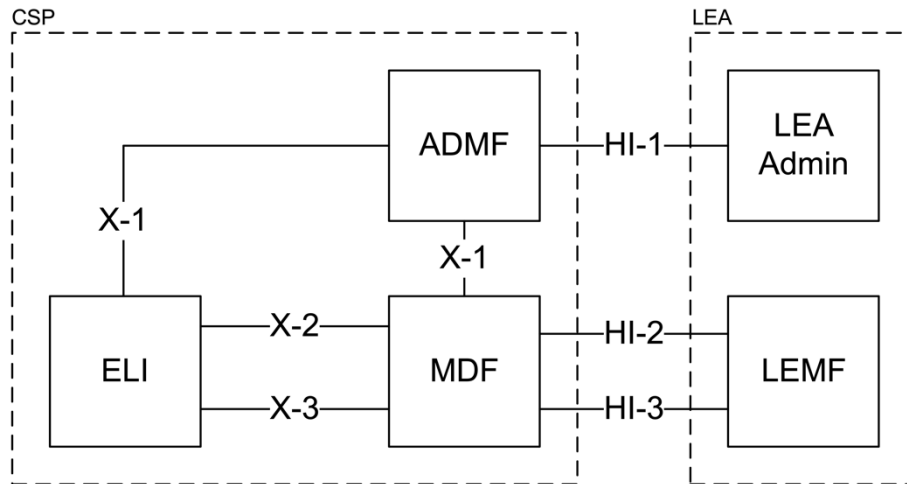 CSP
LEA
ADMF
HI-1
LEA
Admin
X-1
X-1
ELI
X-2
MDF
HI-2
LEMF
X-3
HI-3